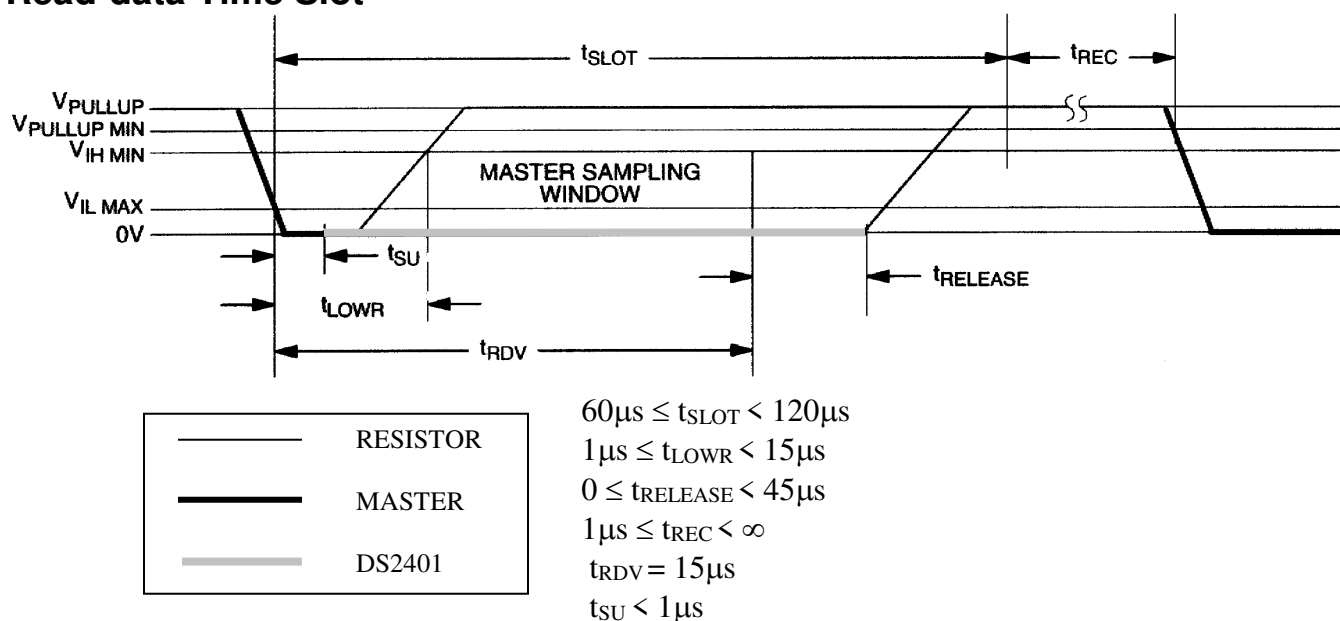 Read-data Time Slot
tSLOT
tREC
VPULLUP
VPULLUP MIN
VIH MIN
MASTER SAMPLING
WINDOW
VIL MAX
0V
tSU
tRELEASE
tLOWR
tRDV
RESISTOR
MASTER
DS2401
60μs ≤ tSLOT < 120μs
1μs ≤ tLOWR < 15μs
0 ≤ tRELEASE < 45μs
1μs ≤ tREC < ∞
tRDV = 15μs
tSU < 1μs